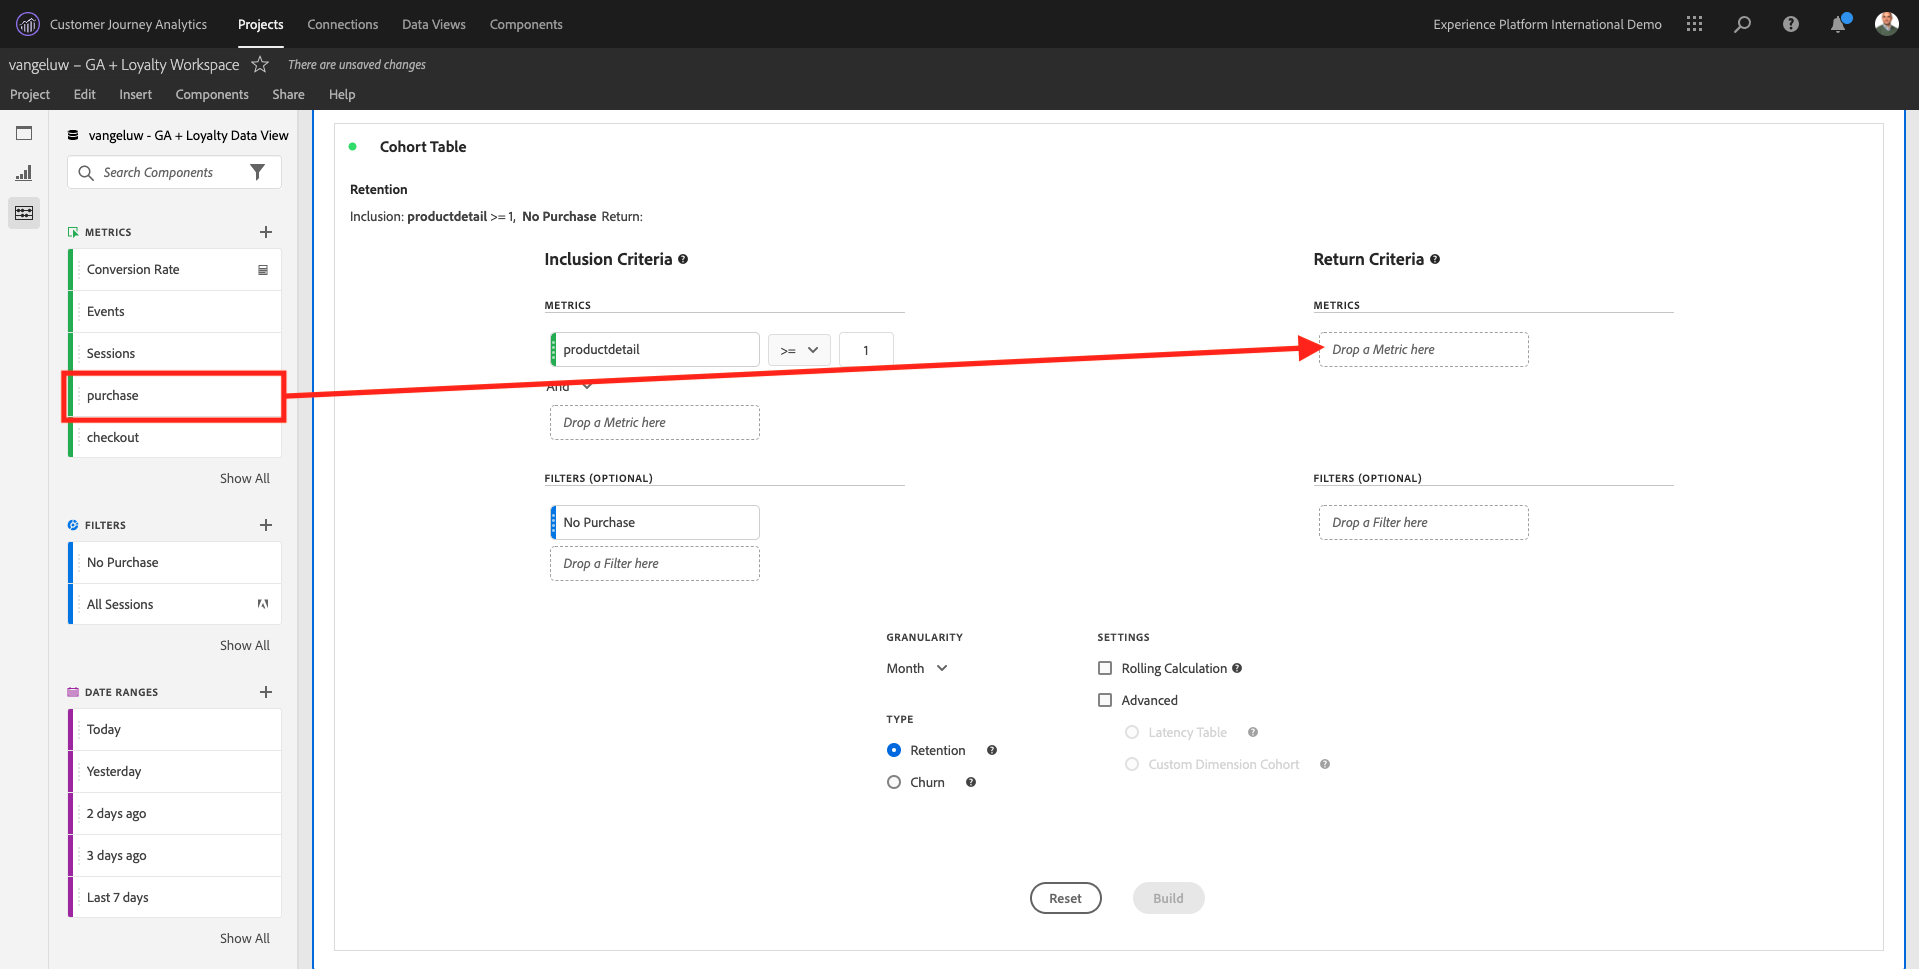 Customer Journey Analytics Projects Connections Data Views Components Experience Platform International Demo
vangeluw – GA + Loyalty Workspace There are unsaved changes
Project Edit Insert Components Share Help
vangeluw - GA + Loyalty Data View
Search Components
METRICS
Conversion Rate
Events
Sessions
purchase
checkout
Show All
FILTERS
No Purchase
All Sessions
Show All
DATE RANGES
Today
Yesterday
2 days ago
3 days ago
Last 7 days
Show All
Cohort Table
Retention
Inclusion: productdetail >= 1, No Purchase Return:
Inclusion Criteria
METRICS
productdetail >= 1
And
Drop a Metric here
FILTERS (OPTIONAL)
No Purchase
Drop a Filter here
Return Criteria
METRICS
Drop a Metric here
FILTERS (OPTIONAL)
Drop a Filter here
GRANULARITY
Month
TYPE
Retention
Churn
SETTINGS
Rolling Calculation
Advanced
Latency Table
Custom Dimension Cohort
Reset Build